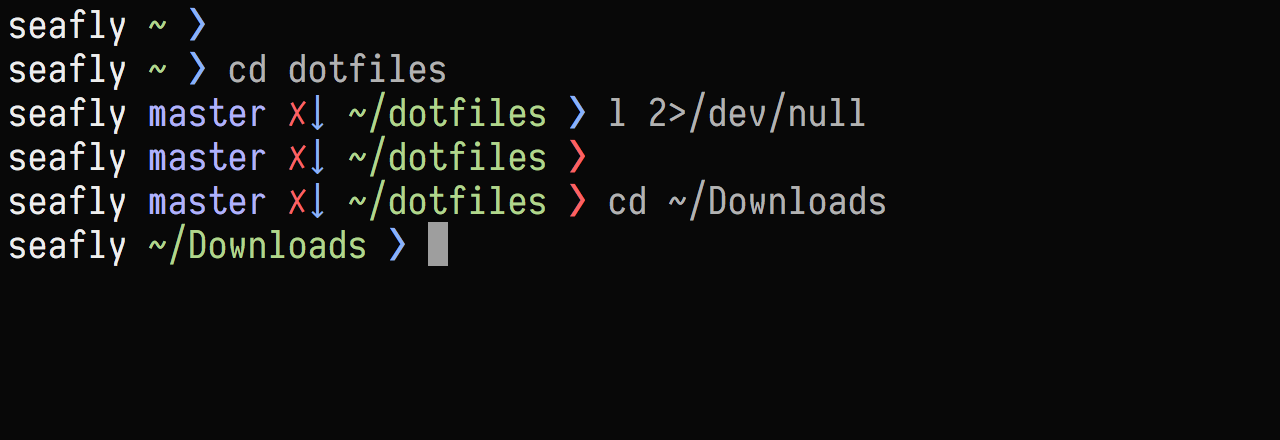 seafly ~ ❯
seafly ~ ❯ cd dotfiles
seafly master ✗↓ ~/dotfiles ❯ l 2>/dev/null
seafly master ✗↓ ~/dotfiles ❯
seafly master ✗↓ ~/dotfiles ❯ cd ~/Downloads
seafly ~/Downloads ❯